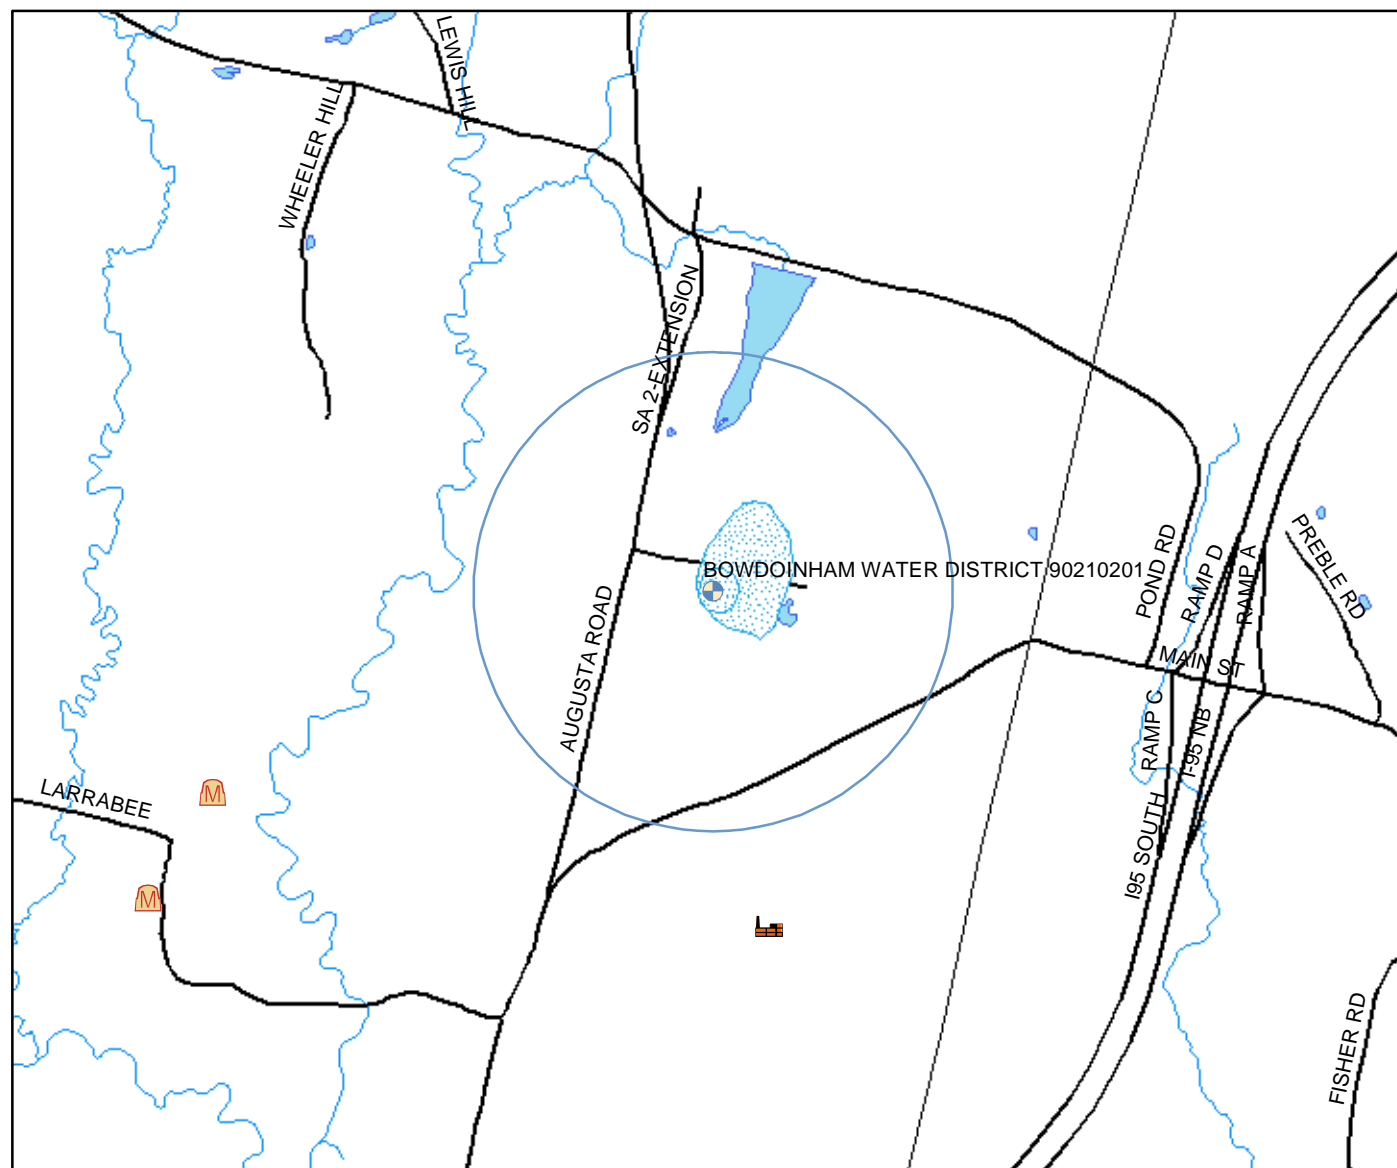 LEWIS HILL
WHEELER HILL
SA 2-EXTENSION
BOWDOINHAM WATER DISTRICT 90210201
POND RD
RAMP D
RAMP A
PREBLE RD
AUGUSTA ROAD
MAIN ST
RAMP C
I-95 NB
LARRABEE
M
I95 SOUTH
M
FISHER RD